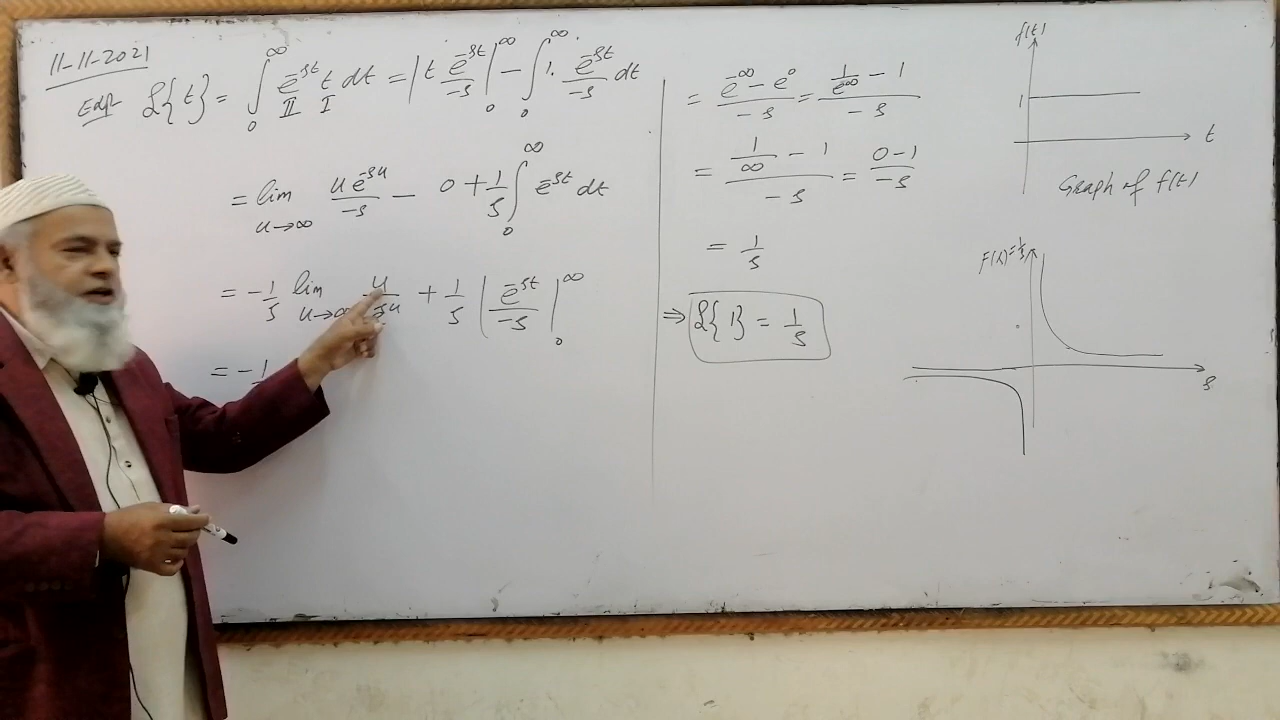 11-11-2021
Exp L{t} = ∫₀^∞ e^{-st} t dt = | t e^{-st}/-s |₀^∞ - ∫₀^∞ 1. e^{-st}/-s dt
II I
= lim_{u→∞} u e^{-su}/-s - 0 + 1/s ∫₀^∞ e^{-st} dt
= -1/s lim_{u→∞} u/e^{su} + 1/s | e^{-st}/-s |₀^∞
= -1
= (e^{-∞} - e^0)/-s = (1/e^∞ - 1)/-s
= (1/∞ - 1)/-s = (0-1)/-s
= 1/s
⇒ L{1} = 1/s
f(t)
1
t
Graph of f(t)
F(s)=1/s
s